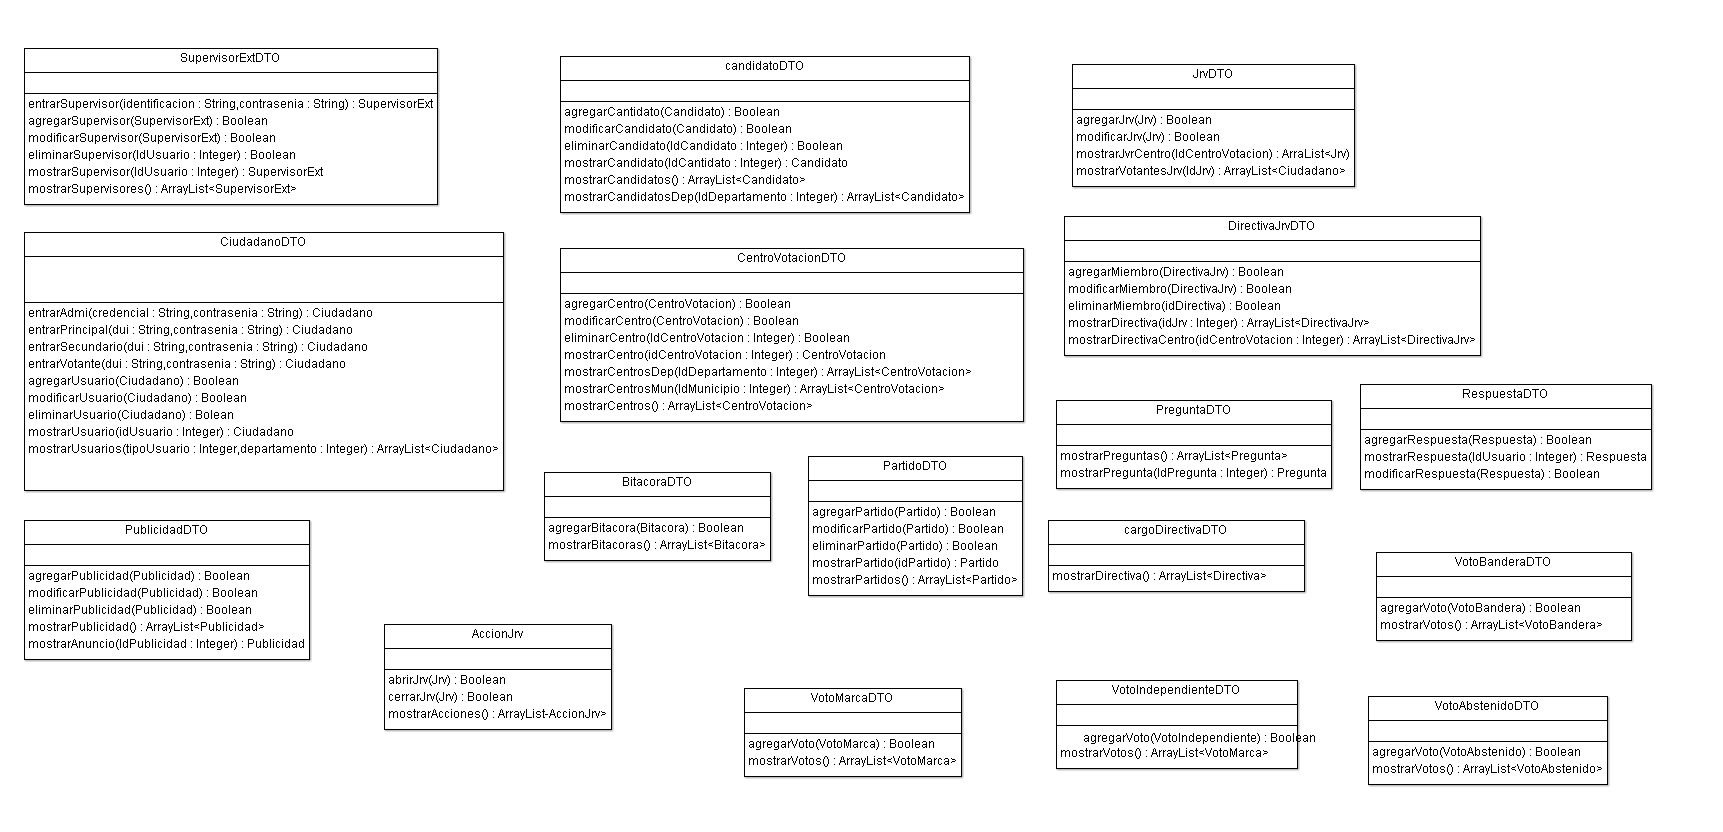 SupervisorExtDTO
entrarSupervisor(identificacion : String,contrasenia : String) : SupervisorExt
agregarSupervisor(SupervisorExt) : Boolean
modificarSupervisor(SupervisorExt) : Boolean
eliminarSupervisor(IdUsuario : Integer) : Boolean
mostrarSupervisor(IdUsuario : Integer) : SupervisorExt
mostrarSupervisores() : ArrayList<SupervisorExt>
candidatoDTO
agregarCantidato(Candidato) : Boolean
modificarCandidato(Candidato) : Boolean
eliminarCandidato(IdCandidato : Integer) : Boolean
mostrarCandidato(IdCantidato : Integer) : Candidato
mostrarCandidatos() : ArrayList<Candidato>
mostrarCandidatosDep(IdDepartamento : Integer) : ArrayList<Candidato>
JrvDTO
agregarJrv(Jrv) : Boolean
modificarJrv(Jrv) : Boolean
mostrarJvrCentro(IdCentroVotacion) : ArraList<Jrv)
mostrarVotantesJrv(IdJrv) : ArrayList<Ciudadano>
CiudadanoDTO
entrarAdmi(credencial : String,contrasenia : String) : Ciudadano
entrarPrincipal(dui : String,contrasenia : String) : Ciudadano
entrarSecundario(dui : String,contrasenia : String) : Ciudadano
entrarVotante(dui : String,contrasenia : String) : Ciudadano
agregarUsuario(Ciudadano) : Boolean
modificarUsuario(Ciudadano) : Boolean
eliminarUsuario(Ciudadano) : Bolean
mostrarUsuario(idUsuario : Integer) : Ciudadano
mostrarUsuarios(tipoUsuario : Integer,departamento : Integer) : ArrayList<Ciudadano>
CentroVotacionDTO
agregarCentro(CentroVotacion) : Boolean
modificarCentro(CentroVotacion) : Boolean
eliminarCentro(IdCentroVotacion : Integer) : Boolean
mostrarCentro(idCentroVotacion : Integer) : CentroVotacion
mostrarCentrosDep(IdDepartamento : Integer) : ArrayList<CentroVotacion>
mostrarCentrosMun(IdMunicipio : Integer) : ArrayList<CentroVotacion>
mostrarCentros() : ArrayList<CentroVotacion>
DirectivaJrvDTO
agregarMiembro(DirectivaJrv) : Boolean
modificarMiembro(DirectivaJrv) : Boolean
eliminarMiembro(idDirectiva) : Boolean
mostrarDirectiva(idJrv : Integer) : ArrayList<DirectivaJrv>
mostrarDirectivaCentro(idCentroVotacion : Integer) : ArrayList<DirectivaJrv>
PreguntaDTO
mostrarPreguntas() : ArrayList<Pregunta>
mostrarPregunta(IdPregunta : Integer) : Pregunta
RespuestaDTO
agregarRespuesta(Respuesta) : Boolean
mostrarRespuesta(IdUsuario : Integer) : Respuesta
modificarRespuesta(Respuesta) : Boolean
BitacoraDTO
agregarBitacora(Bitacora) : Boolean
mostrarBitacoras() : ArrayList<Bitacora>
PartidoDTO
agregarPartido(Partido) : Boolean
modificarPartido(Partido) : Boolean
eliminarPartido(Partido) : Boolean
mostrarPartido(idPartido) : Partido
mostrarPartidos() : ArrayList<Partido>
PublicidadDTO
agregarPublicidad(Publicidad) : Boolean
modificarPublicidad(Publicidad) : Boolean
eliminarPublicidad(Publicidad) : Boolean
mostrarPublicidad() : ArrayList<Publicidad>
mostrarAnuncio(IdPublicidad : Integer) : Publicidad
cargoDirectivaDTO
mostrarDirectiva() : ArrayList<Directiva>
VotoBanderaDTO
agregarVoto(VotoBandera) : Boolean
mostrarVotos() : ArrayList<VotoBandera>
AccionJrv
abrirJrv(Jrv) : Boolean
cerrarJrv(Jrv) : Boolean
mostrarAcciones() : ArrayList-AccionJrv>
VotoMarcaDTO
agregarVoto(VotoMarca) : Boolean
mostrarVotos() : ArrayList<VotoMarca>
VotoIndependienteDTO
agregarVoto(VotoIndependiente) : Boolean
mostrarVotos() : ArrayList<VotoMarca>
VotoAbstenidoDTO
agregarVoto(VotoAbstenido) : Boolean
mostrarVotos() : ArrayList<VotoAbstenido>